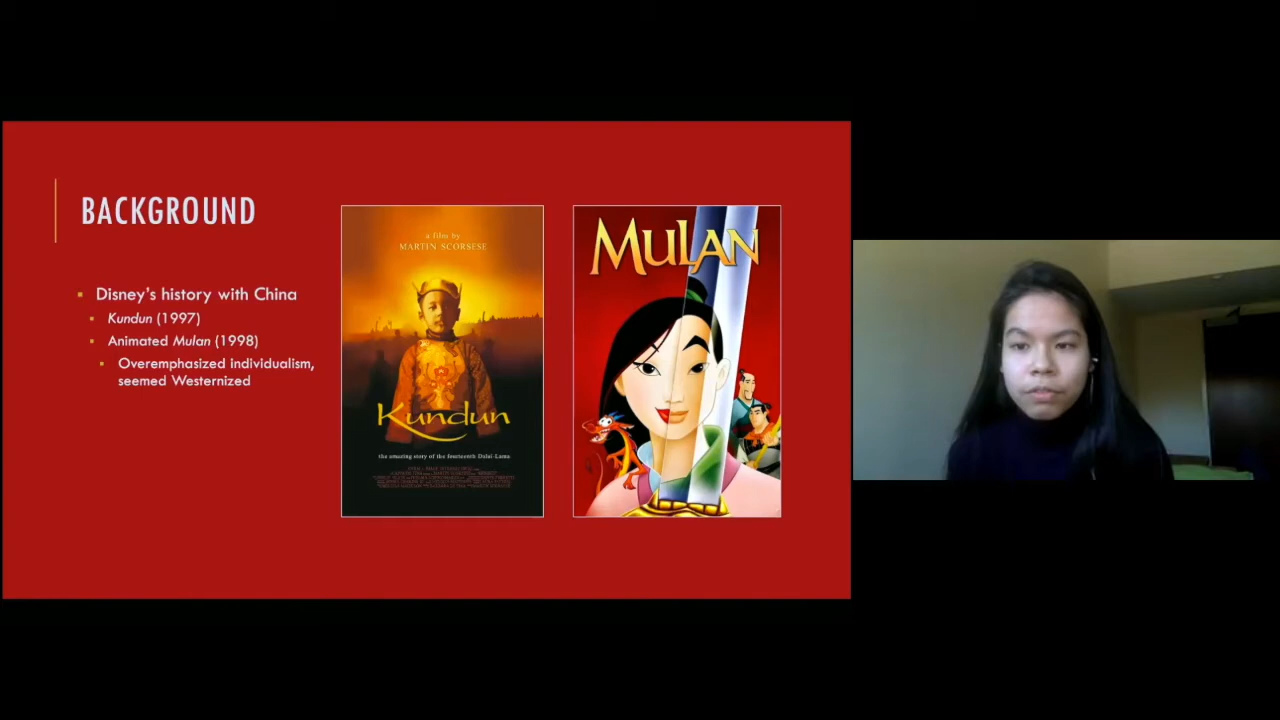 BACKGROUND
Disney's history with China
Kundun (1997)
Animated Mulan (1998)
Overemphasized individualism,
seemed Westernized
a film by
MARTIN SCORSESE
Kundun
the amazing story of the fourteenth Dalai-Lama
MULAN